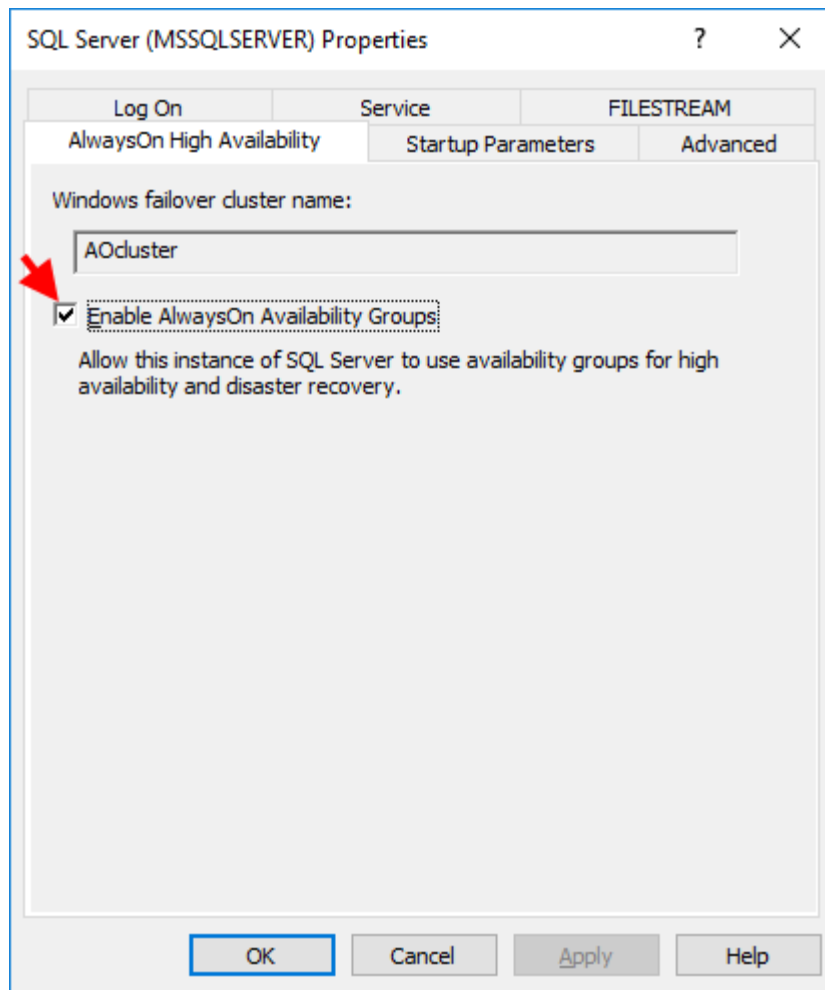 SQL Server (MSSQLSERVER) Properties ? ×
Log On Service FILESTREAM
AlwaysOn High Availability Startup Parameters Advanced
Windows failover cluster name:
AOcluster
Enable AlwaysOn Availability Groups
Allow this instance of SQL Server to use availability groups for high
availability and disaster recovery.
OK Cancel Apply Help